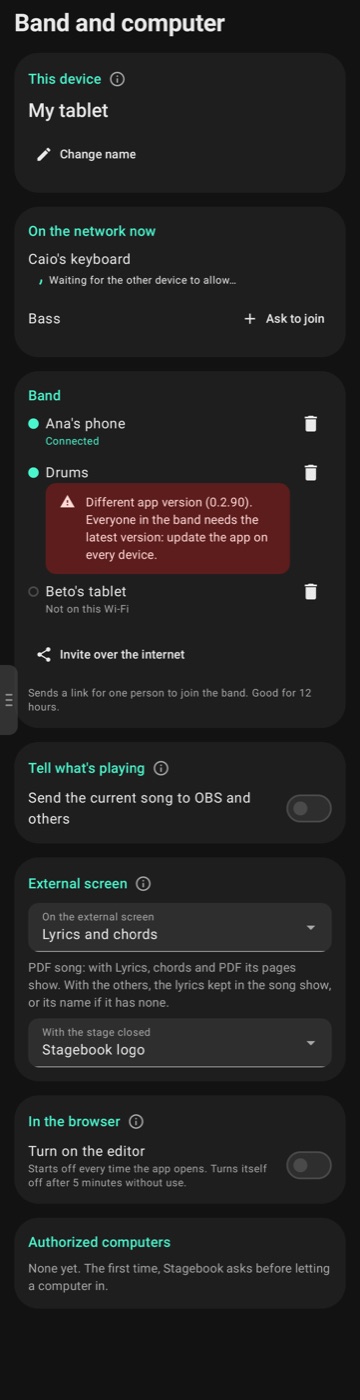 Band and computer
This device
My tablet
Change name
On the network now
Caio's keyboard
Waiting for the other device to allow…
Bass
Ask to join
Band
Ana's phone
Connected
Drums
Different app version (0.2.90).
Everyone in the band needs the
latest version: update the app on
every device.
Beto's tablet
Not on this Wi-Fi
Invite over the internet
Sends a link for one person to join the band. Good for 12
hours.
Tell what's playing
Send the current song to OBS and
others
External screen
On the external screen
Lyrics and chords
PDF song: with Lyrics, chords and PDF its pages
show. With the others, the lyrics kept in the song show,
or its name if it has none.
With the stage closed
Stagebook logo
In the browser
Turn on the editor
Starts off every time the app opens. Turns itself
off after 5 minutes without use.
Authorized computers
None yet. The first time, Stagebook asks before letting
a computer in.